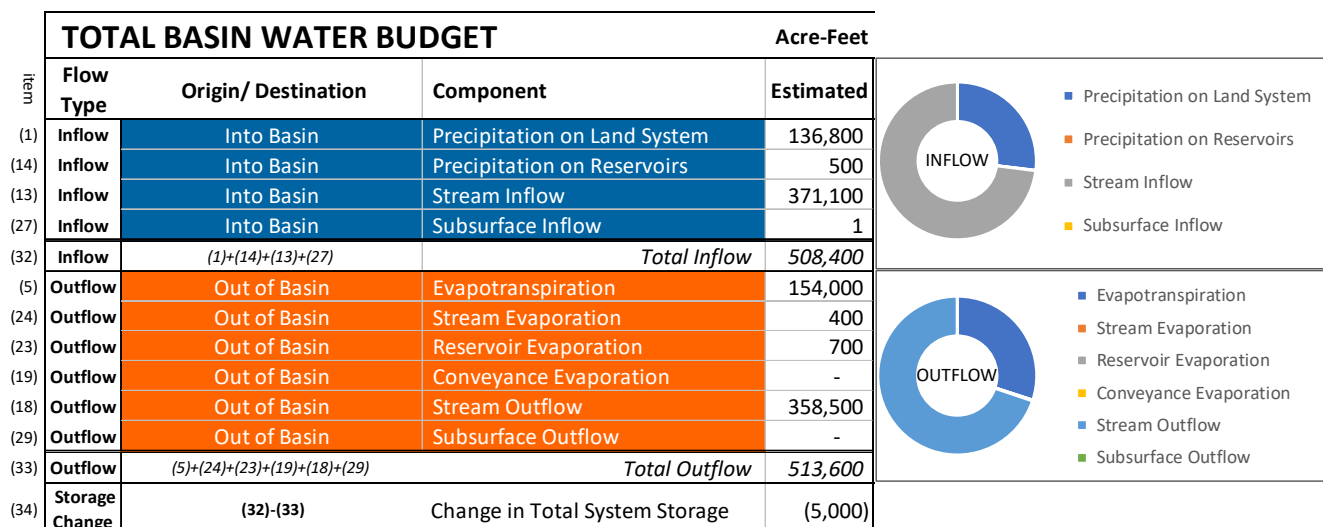 TOTAL BASIN WATER BUDGET Acre-Feet
item Flow Type Origin/ Destination Component Estimated
(1) Inflow Into Basin Precipitation on Land System 136,800
(14) Inflow Into Basin Precipitation on Reservoirs 500
(13) Inflow Into Basin Stream Inflow 371,100
(27) Inflow Into Basin Subsurface Inflow 1
(32) Inflow (1)+(14)+(13)+(27) Total Inflow 508,400
(5) Outflow Out of Basin Evapotranspiration 154,000
(24) Outflow Out of Basin Stream Evaporation 400
(23) Outflow Out of Basin Reservoir Evaporation 700
(19) Outflow Out of Basin Conveyance Evaporation -
(18) Outflow Out of Basin Stream Outflow 358,500
(29) Outflow Out of Basin Subsurface Outflow -
(33) Outflow (5)+(24)+(23)+(19)+(18)+(29) Total Outflow 513,600
(34) Storage Change (32)-(33) Change in Total System Storage (5,000)
INFLOW
Precipitation on Land System
Precipitation on Reservoirs
Stream Inflow
Subsurface Inflow
OUTFLOW
Evapotranspiration
Stream Evaporation
Reservoir Evaporation
Conveyance Evaporation
Stream Outflow
Subsurface Outflow